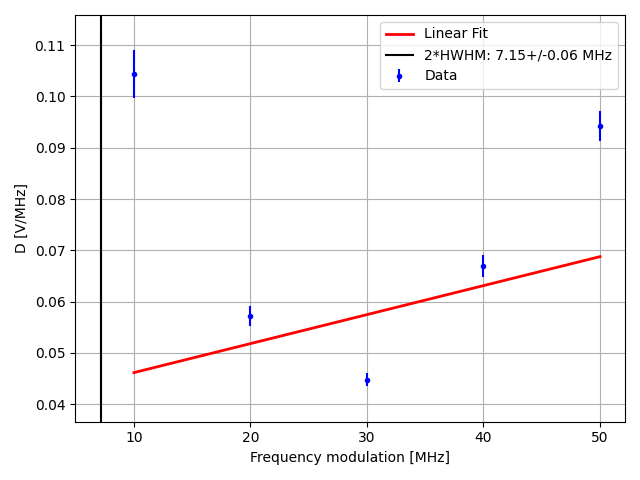 Linear Fit
2*HWHM: 7.15+/-0.06 MHz
Data
D [V/MHz]
0.11
0.10
0.09
0.08
0.07
0.06
0.05
0.04
10 20 30 40 50
Frequency modulation [MHz]